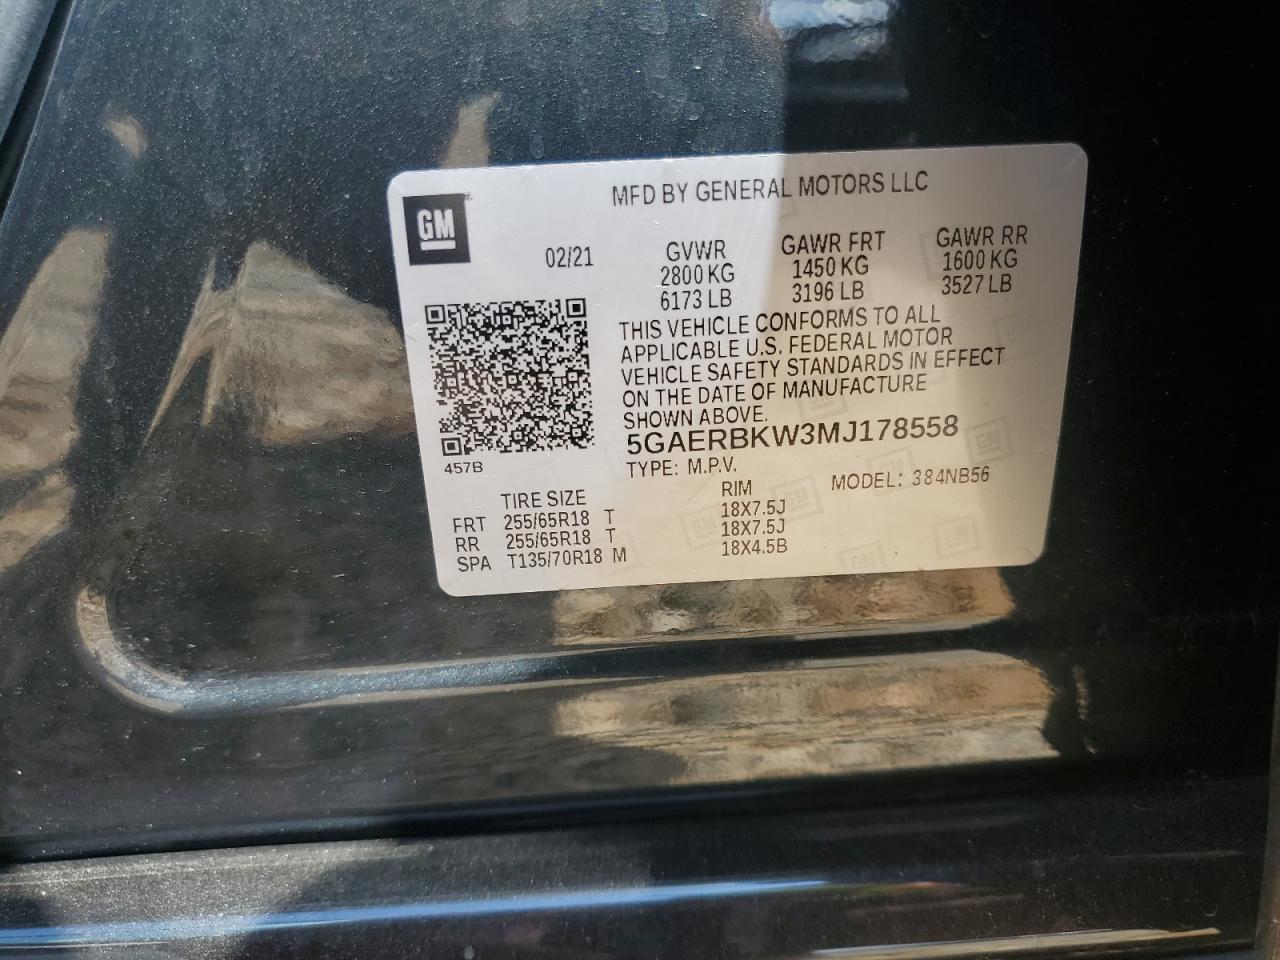 GM
MFD BY GENERAL MOTORS LLC
02/21
GVWR
2800 KG
6173 LB
GAWR FRT
1450 KG
3196 LB
GAWR RR
1600 KG
3527 LB
THIS VEHICLE CONFORMS TO ALL
APPLICABLE U.S. FEDERAL MOTOR
VEHICLE SAFETY STANDARDS IN EFFECT
ON THE DATE OF MANUFACTURE
SHOWN ABOVE.
5GAERBKW3MJ178558
457B
TYPE: M.P.V.
MODEL: 384NB56
TIRE SIZE RIM
FRT 255/65R18 T 18X7.5J
RR 255/65R18 T 18X7.5J
SPA T135/70R18 M 18X4.5B